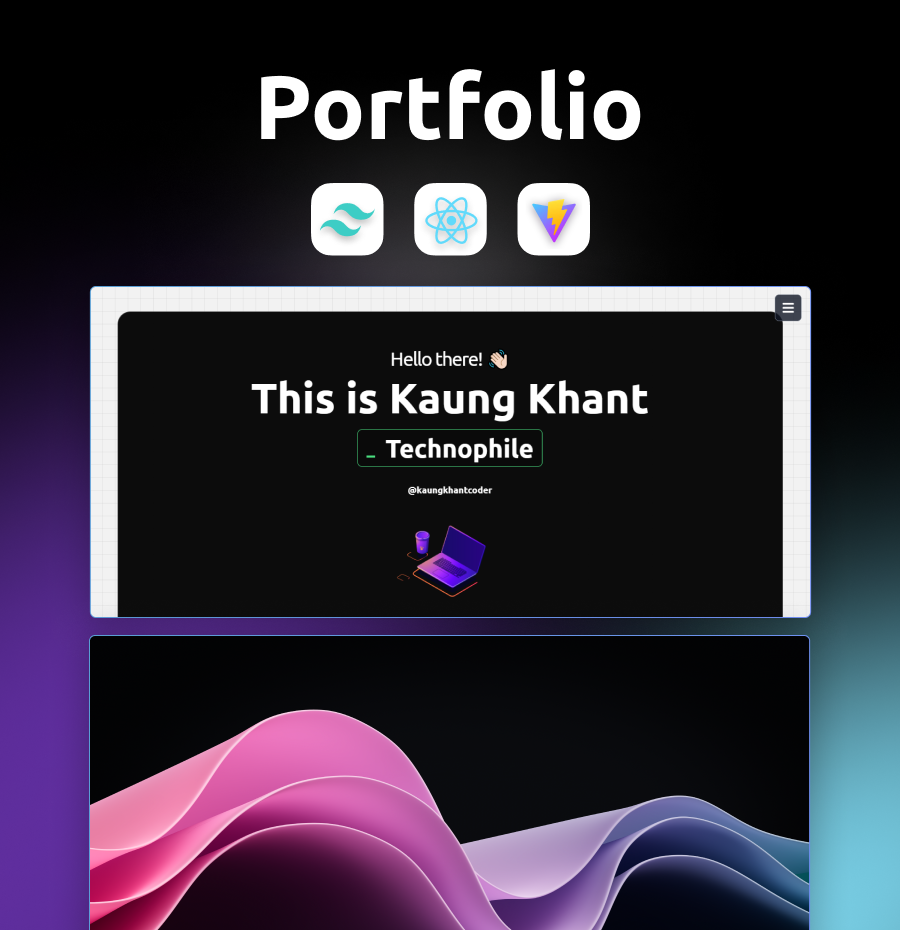 Portfolio
Hello there! 👋🏻
This is Kaung Khant
_ Technophile
@kaungkhantcoder